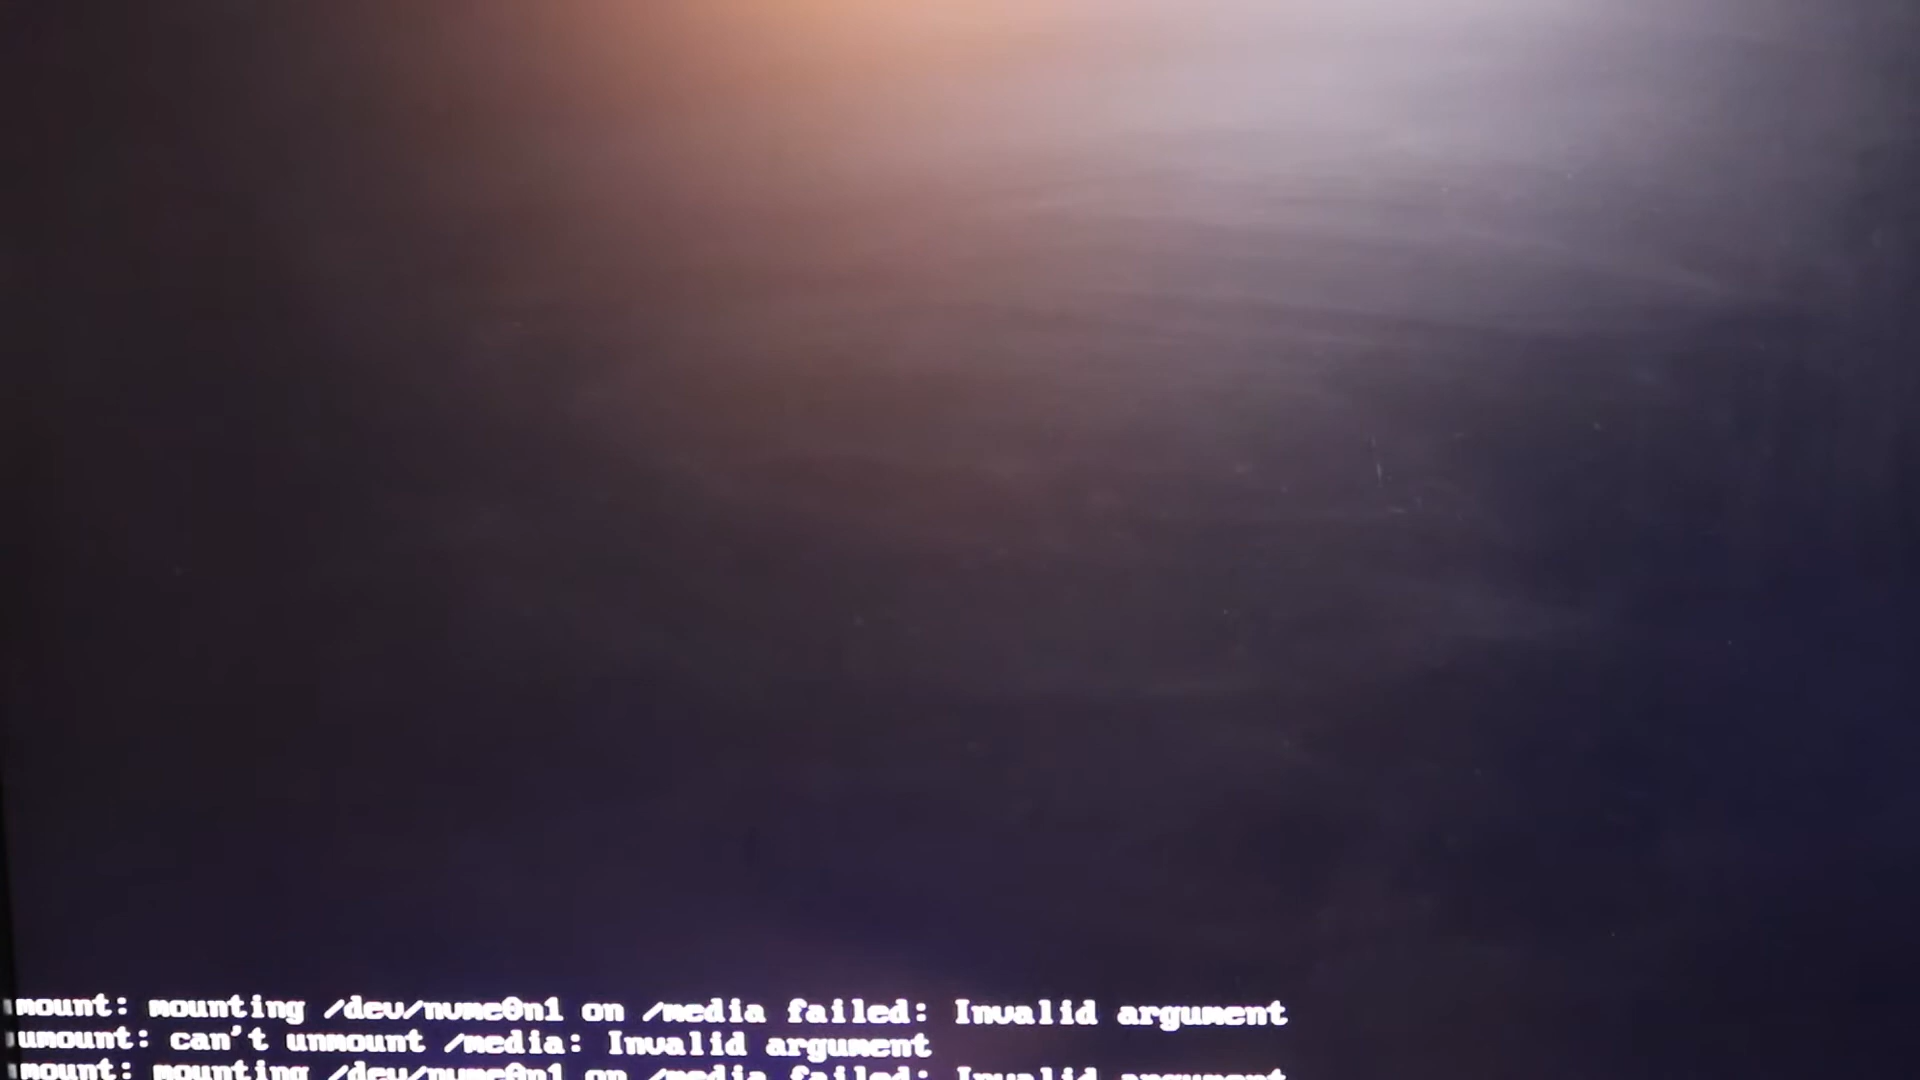 mount: mounting /dev/nvme0n1 on /media failed: Invalid argument
umount: can't unmount /media: Invalid argument
mount: mounting /dev/nvme0n1 on /media failed: Invalid argument